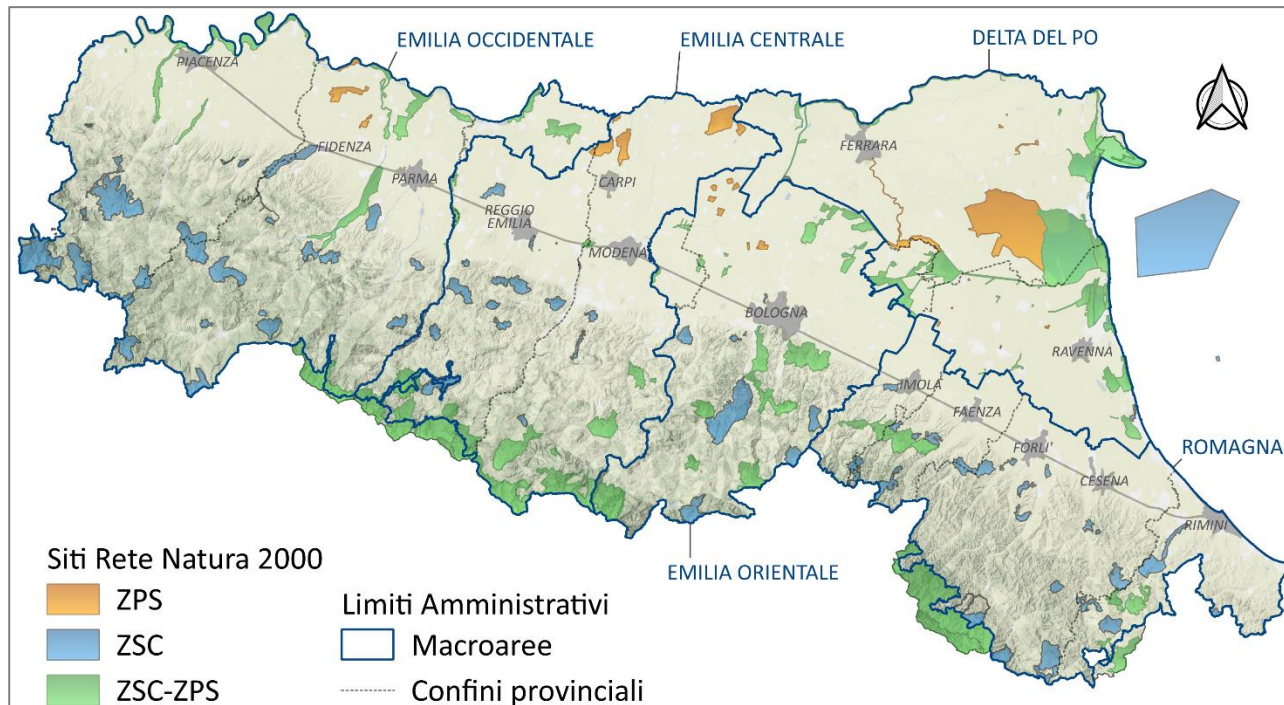 EMILIA OCCIDENTALE
EMILIA CENTRALE
DELTA DEL PO
PIACENZA
FIDENZA
PARMA
CARPI
FERRARA
REGGIO
EMILIA
MODENA
BOLOGNA
RAVENNA
IMOLA
FAENZA
FORLI'
CESENA
ROMAGNA
RIMINI
EMILIA ORIENTALE
Siti Rete Natura 2000
ZPS
ZSC
ZSC-ZPS
Limiti Amministrativi
Macroaree
Confini provinciali